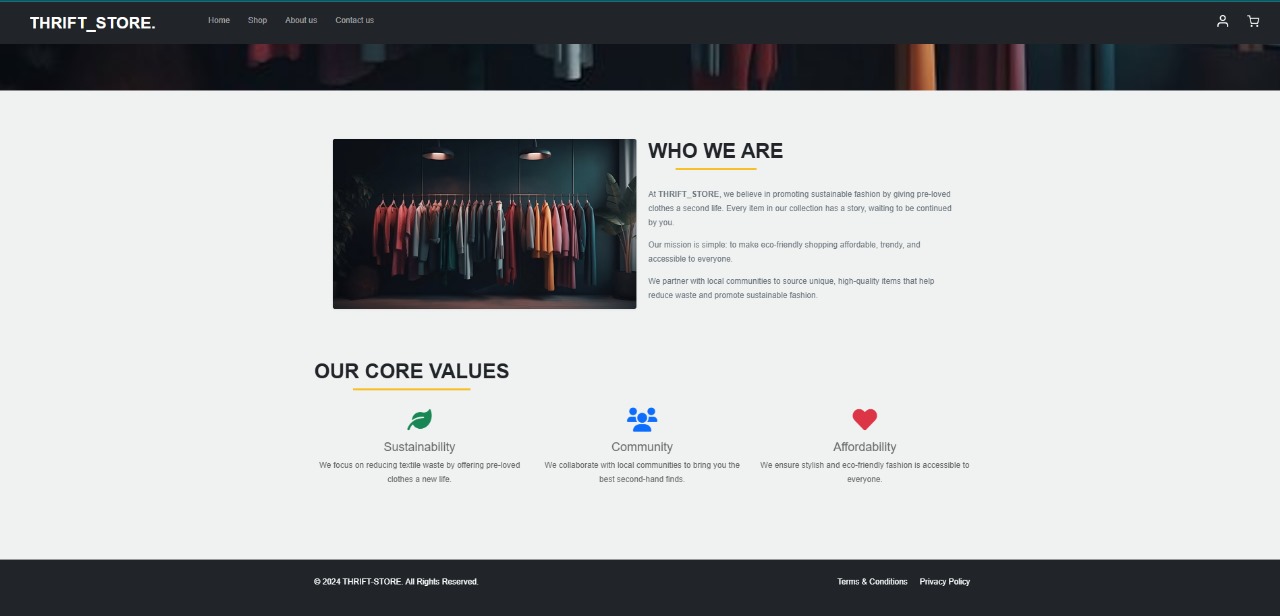 THRIFT_STORE.
Home Shop About us Contact us
WHO WE ARE
At THRIFT_STORE, we believe in promoting sustainable fashion by giving pre-loved
clothes a second life. Every item in our collection has a story, waiting to be continued
by you.
Our mission is simple: to make eco-friendly shopping affordable, trendy, and
accessible to everyone.
We partner with local communities to source unique, high-quality items that help
reduce waste and promote sustainable fashion.
OUR CORE VALUES
Sustainability
We focus on reducing textile waste by offering pre-loved
clothes a new life.
Community
We collaborate with local communities to bring you the
best second-hand finds.
Affordability
We ensure stylish and eco-friendly fashion is accessible to
everyone.
© 2024 THRIFT-STORE. All Rights Reserved.
Terms & Conditions Privacy Policy